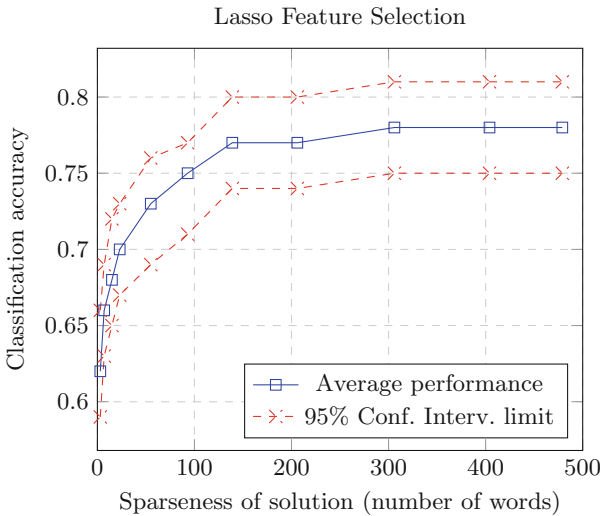 Lasso Feature Selection
Classification accuracy
0.8
0.75
0.7
0.65
0.6
Average performance
95% Conf. Interv. limit
0 100 200 300 400 500
Sparseness of solution (number of words)